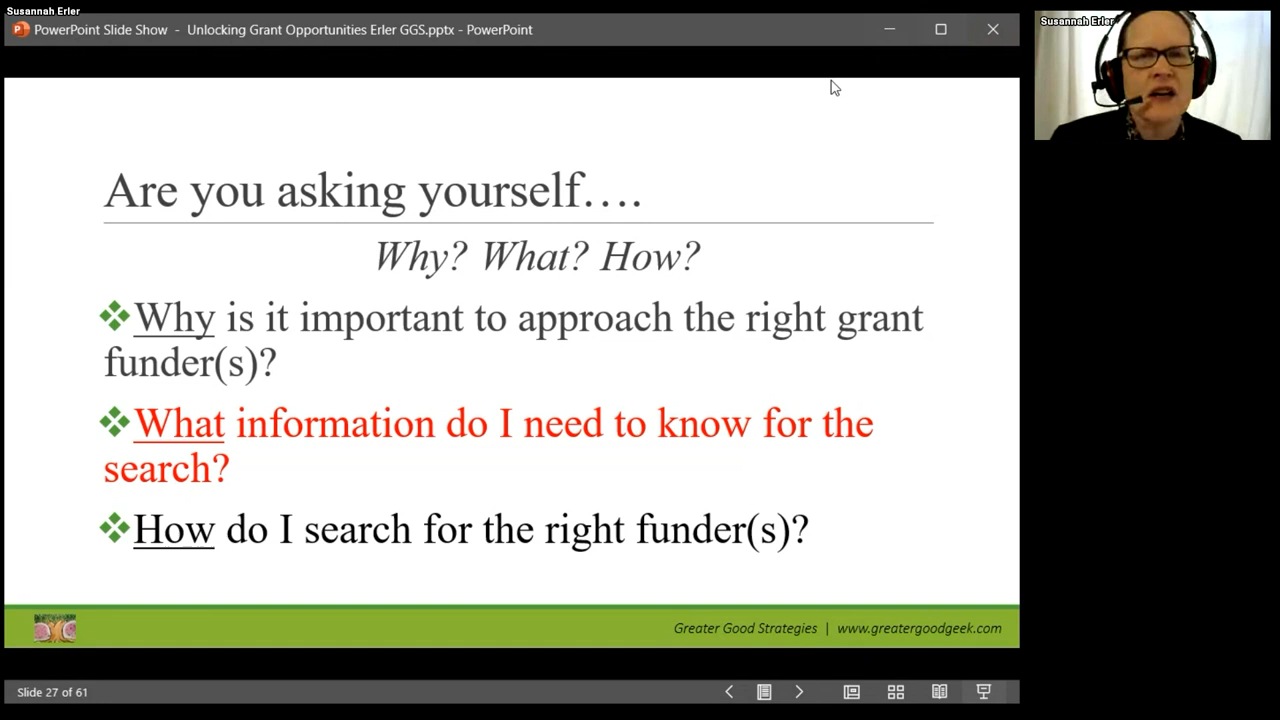 Susannah Erler
PowerPoint Slide Show - Unlocking Grant Opportunities Erler GGS.pptx - PowerPoint
Susannah Erler
Are you asking yourself….
Why? What? How?
Why is it important to approach the right grant
funder(s)?
What information do I need to know for the
search?
How do I search for the right funder(s)?
Greater Good Strategies | www.greatergoodgeek.com
Slide 27 of 61